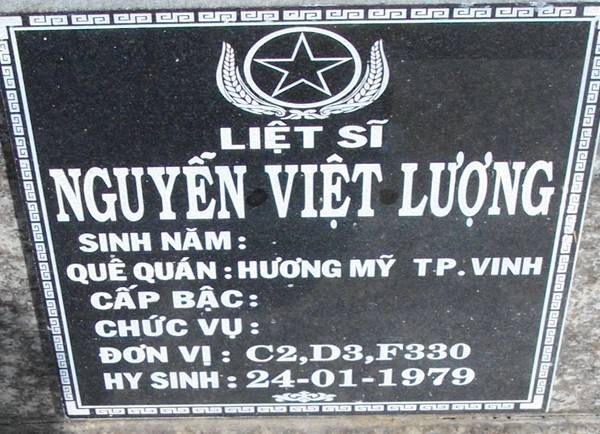 LIỆT SĨ
NGUYỄN VIỆT LƯỢNG
SINH NĂM :
QUÊ QUÁN : HƯƠNG MỸ TP. VINH
CẤP BẬC :
CHỨC VỤ :
ĐƠN VỊ : C2,D3,F330
HY SINH : 24-01-1979